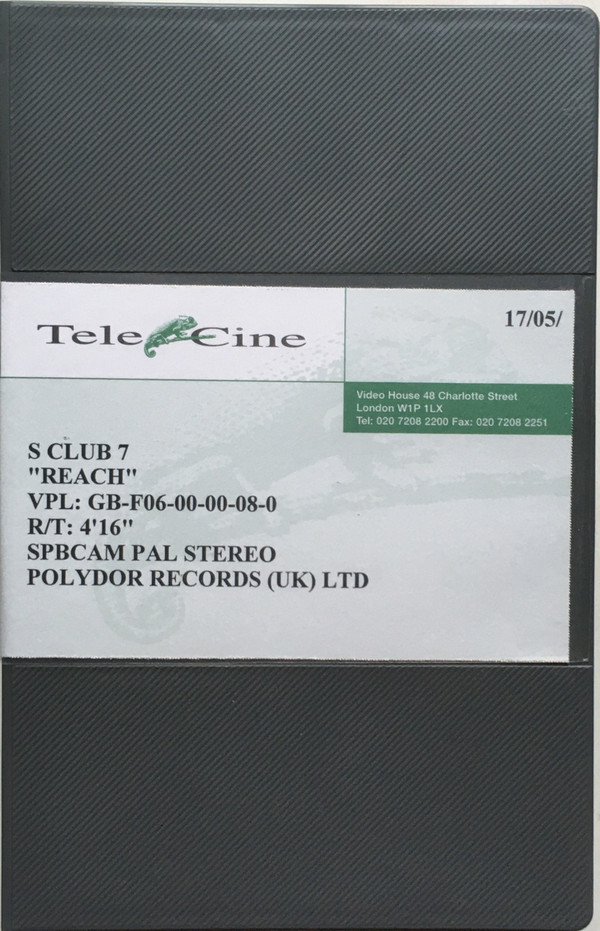 Tele Cine
17/05/
Video House 48 Charlotte Street
London W1P 1LX
Tel: 020 7208 2200 Fax: 020 7208 2251
S CLUB 7
"REACH"
VPL: GB-F06-00-00-08-0
R/T: 4'16"
SPBCAM PAL STEREO
POLYDOR RECORDS (UK) LTD